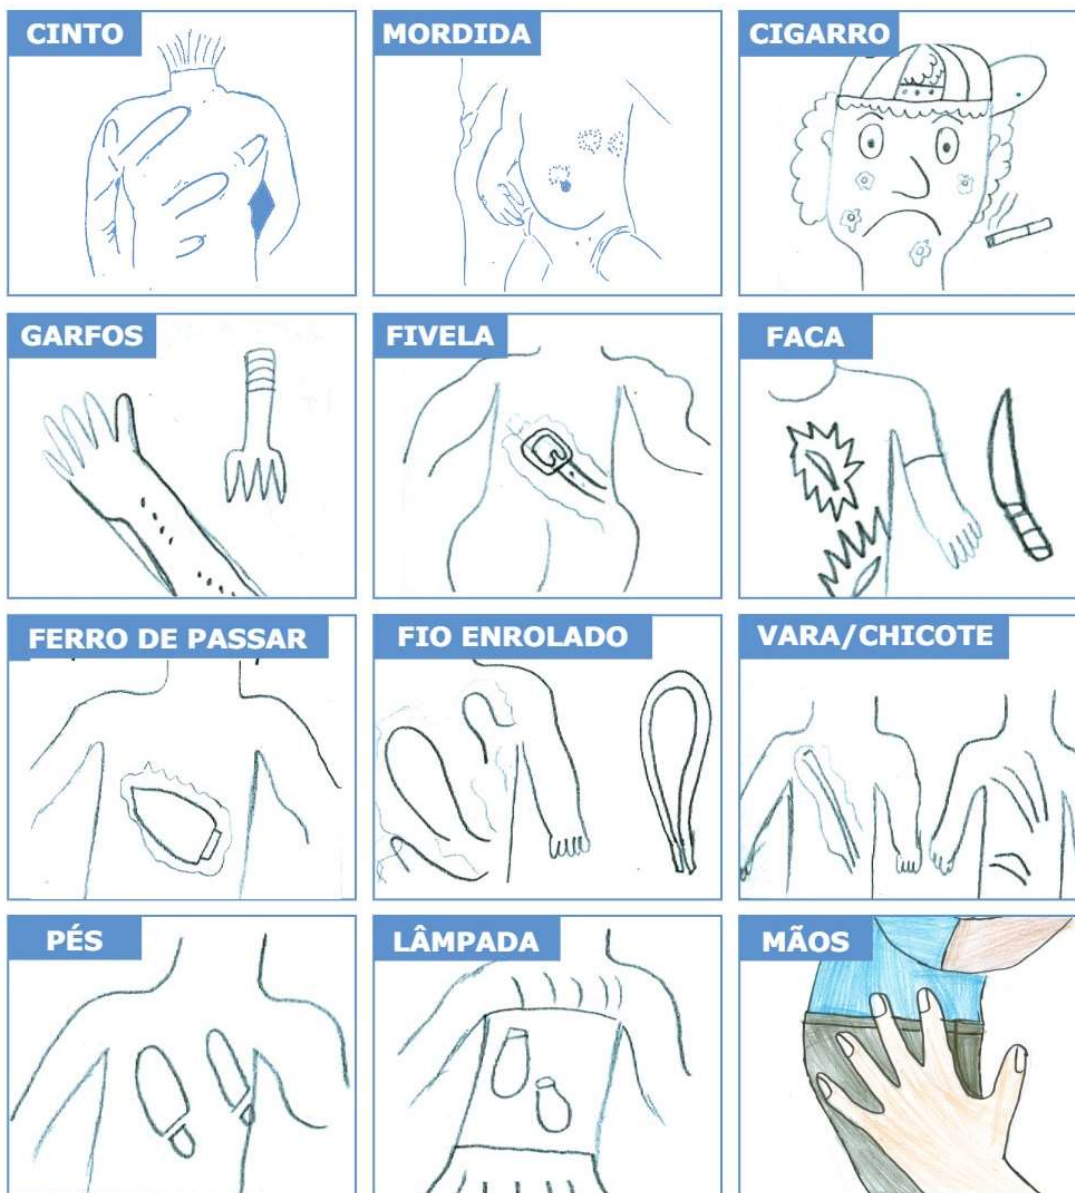 CINTO
MORDIDA
CIGARRO
GARFOS
FIVELA
FACA
FERRO DE PASSAR
FIO ENROLADO
VARA/CHICOTE
PÉS
LÂMPADA
MÃOS